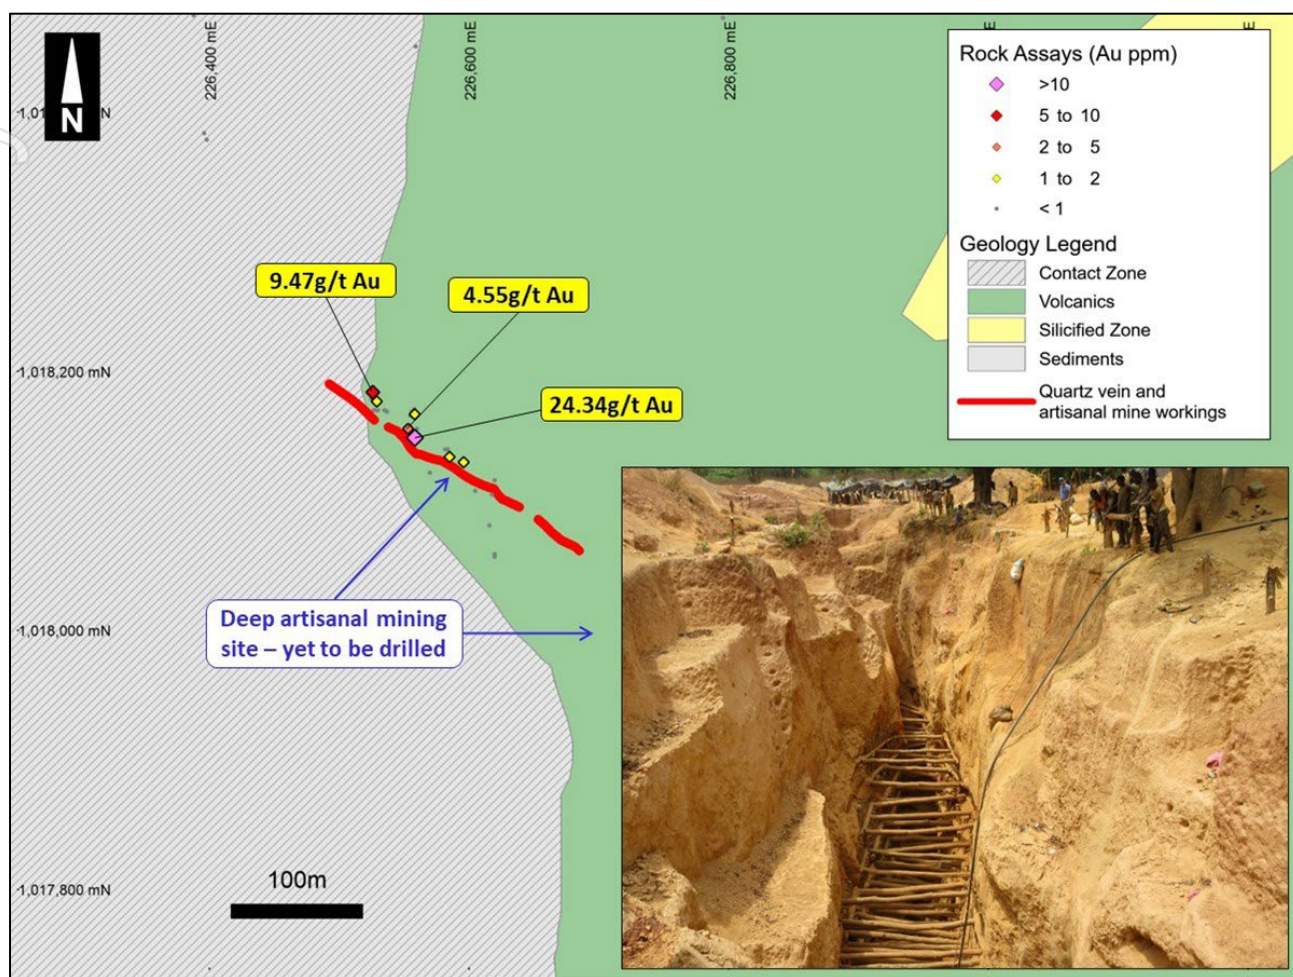 226,400 mE
226,600 mE
226,800 mE
E
E
N
1,01
N
1,018,200 mN
1,018,000 mN
1,017,800 mN
9.47g/t Au
4.55g/t Au
24.34g/t Au
Deep artisanal mining
site – yet to be drilled
100m
Rock Assays (Au ppm)
>10
5 to 10
2 to 5
1 to 2
< 1
Geology Legend
Contact Zone
Volcanics
Silicified Zone
Sediments
Quartz vein and
artisanal mine workings